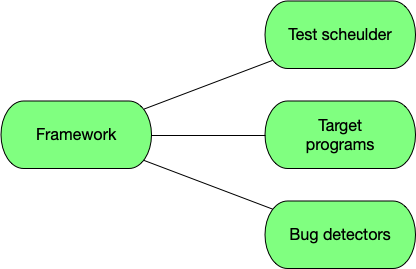 Test scheulder
Framework
Target
programs
Bug detectors